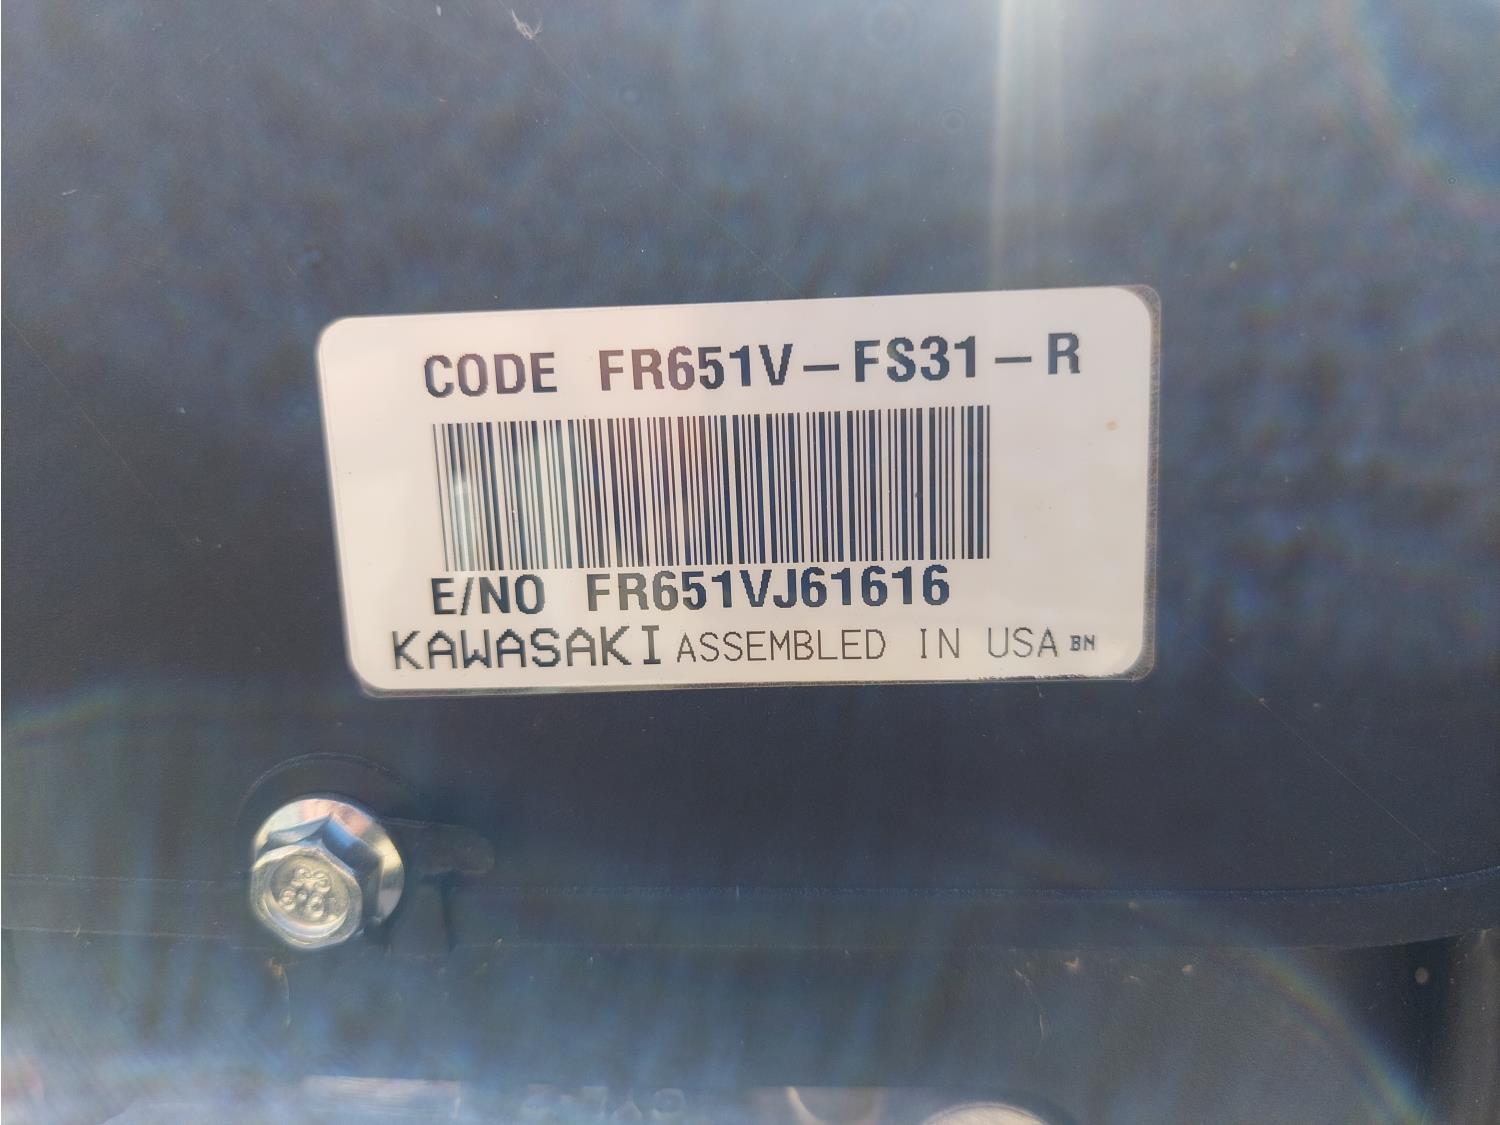 CODE FR651V-FS31-R
E/NO FR651VJ61616
KAWASAKI ASSEMBLED IN USA BN